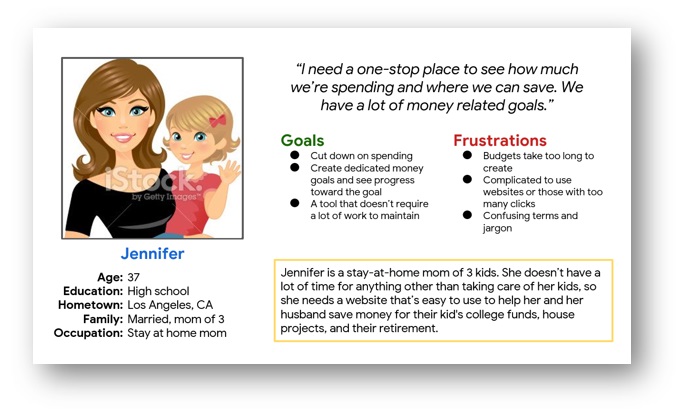 “I need a one-stop place to see how much
we’re spending and where we can save. We
have a lot of money related goals.”
iStock.
by Getty Images™
Jennifer
Age: 37
Education: High school
Hometown: Los Angeles, CA
Family: Married, mom of 3
Occupation: Stay at home mom
Goals
● Cut down on spending
● Create dedicated money
goals and see progress
toward the goal
● A tool that doesn’t require
a lot of work to maintain
Frustrations
● Budgets take too long to
create
● Complicated to use
websites or those with too
many clicks
● Confusing terms and
jargon
Jennifer is a stay-at-home mom of 3 kids. She doesn’t have a
lot of time for anything other than taking care of her kids, so
she needs a website that’s easy to use to help her and her
husband save money for their kid's college funds, house
projects, and their retirement.